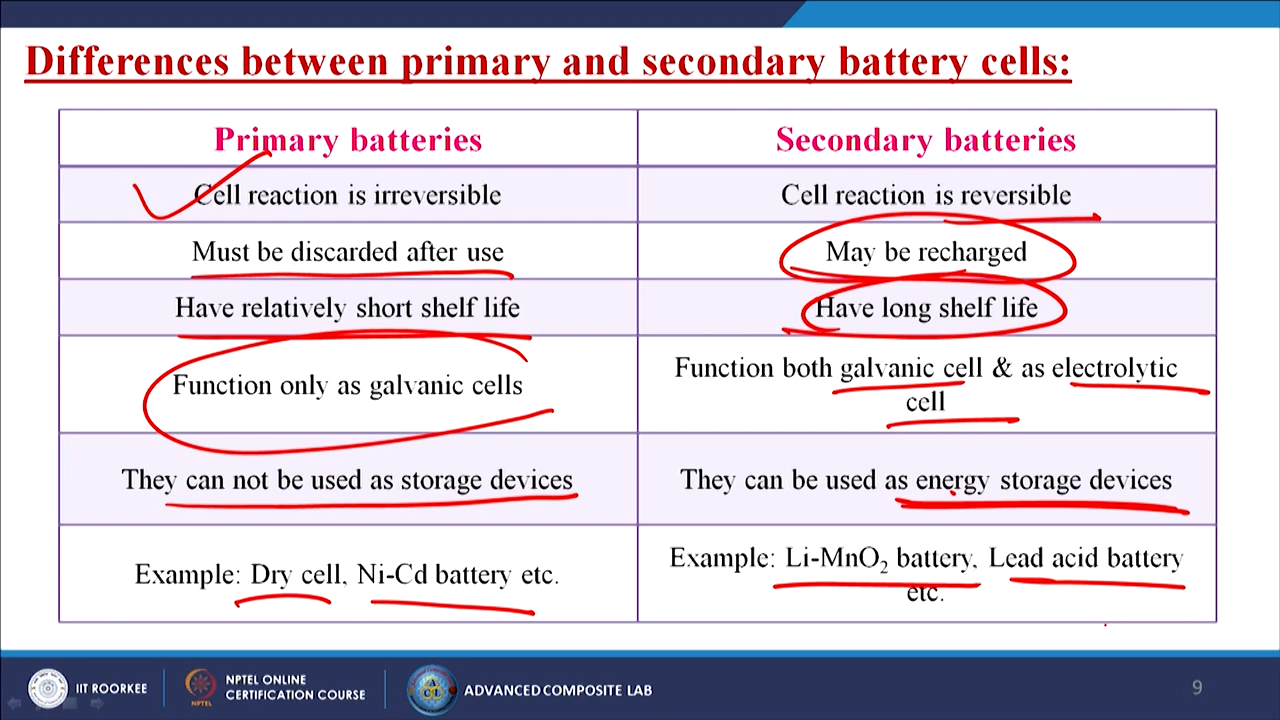 Differences between primary and secondary battery cells:
Primary batteries
Secondary batteries
Cell reaction is irreversible
Cell reaction is reversible
Must be discarded after use
May be recharged
Have relatively short shelf life
Have long shelf life
Function only as galvanic cells
Function both galvanic cell & as electrolytic
cell
They can not be used as storage devices
They can be used as energy storage devices
Example: Dry cell, Ni-Cd battery etc.
Example: Li-MnO₂ battery, Lead acid battery
etc.
IIT ROORKEE
NPTEL
NPTEL ONLINE
CERTIFICATION COURSE
ACL
ADVANCED COMPOSITE LAB
9